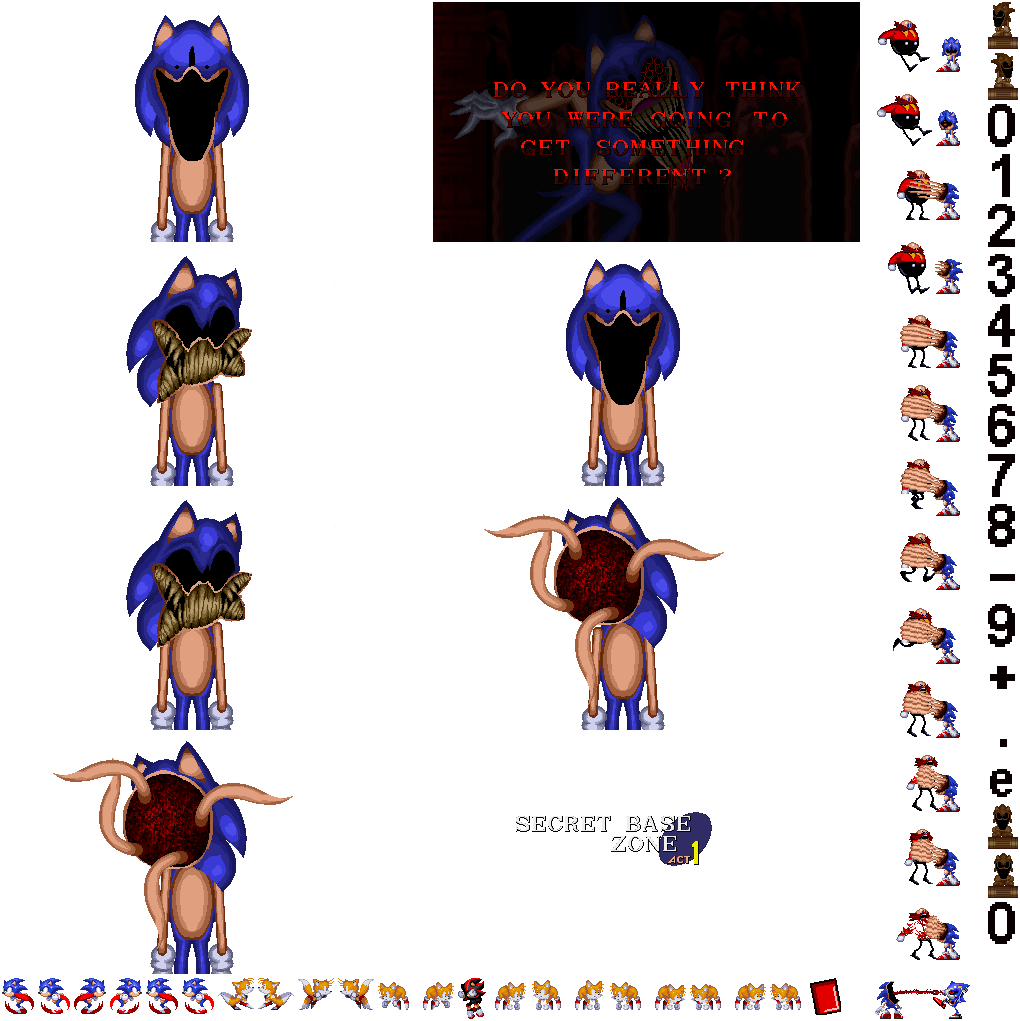 DO YOU REALLY THINK
YOU WERE GOING TO
GET SOMETHING
DIFFERENT ?
SECRET BASE
ZONE
ACT 1
0
1
2
3
4
5
6
7
8
-
9
+
.
e
0